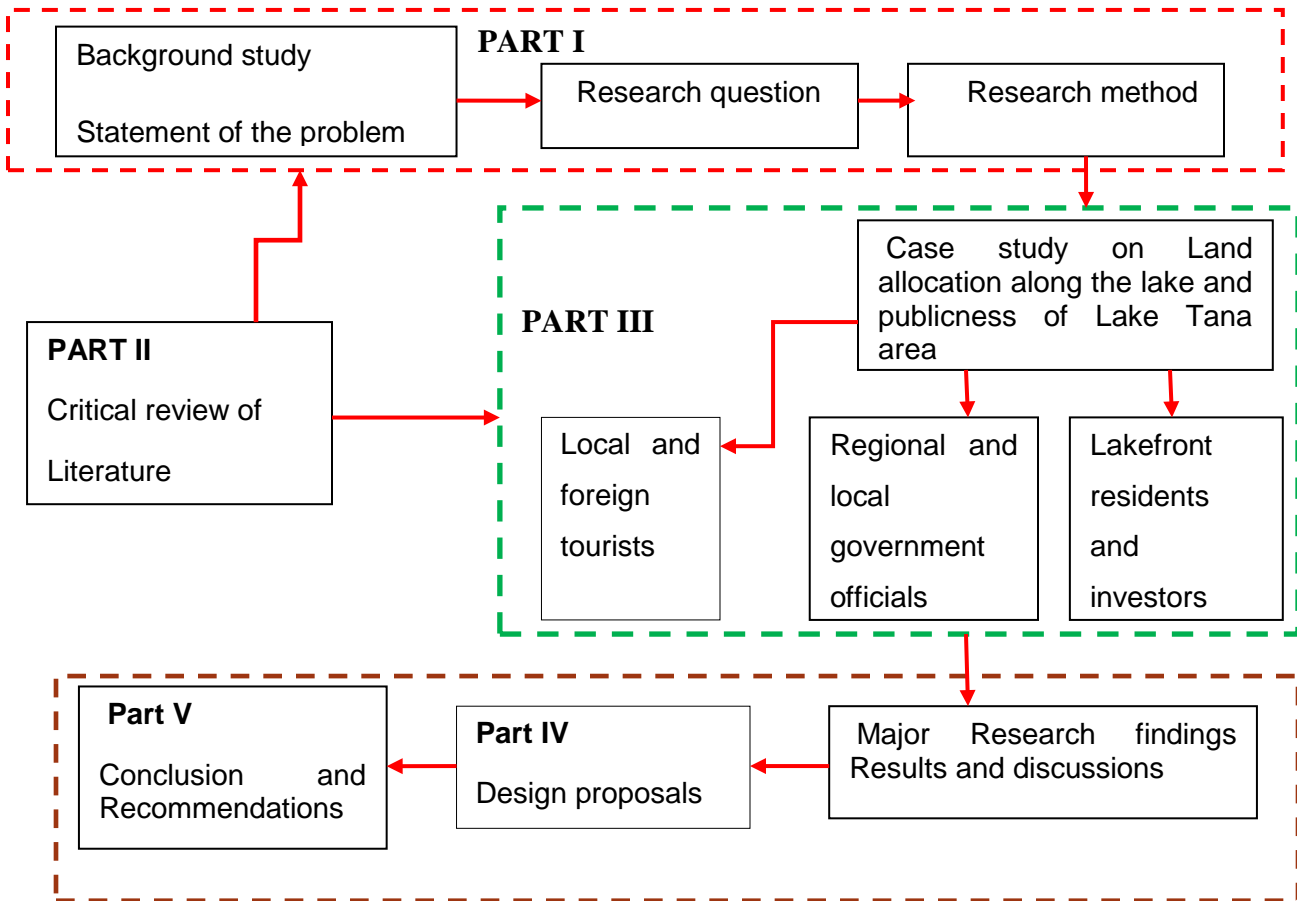 PART I
Background study
Statement of the problem
Research question
Research method
PART II
Critical review of
Literature
PART III
Case study on Land
allocation along the lake and
publicness of Lake Tana
area
Local and
foreign
tourists
Regional and
local
government
officials
Lakefront
residents
and
investors
Part V
Conclusion and
Recommendations
Part IV
Design proposals
Major Research findings
Results and discussions